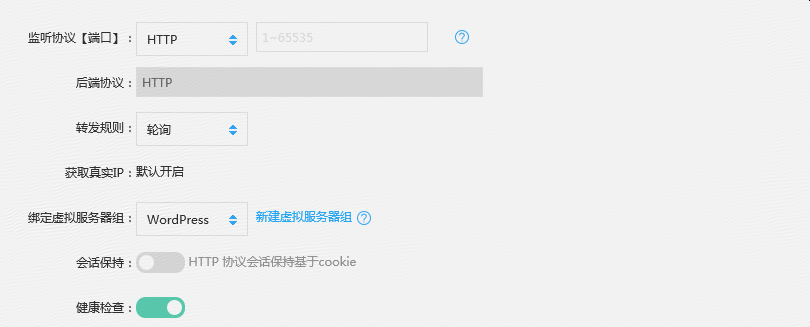 监听协议【端口】： HTTP 1-65535 ?
后端协议： HTTP
转发规则： 轮询
获取真实IP： 默认开启
绑定虚拟服务器组： WordPress 新建虚拟服务器组 ?
会话保持： HTTP 协议会话保持基于cookie
健康检查：